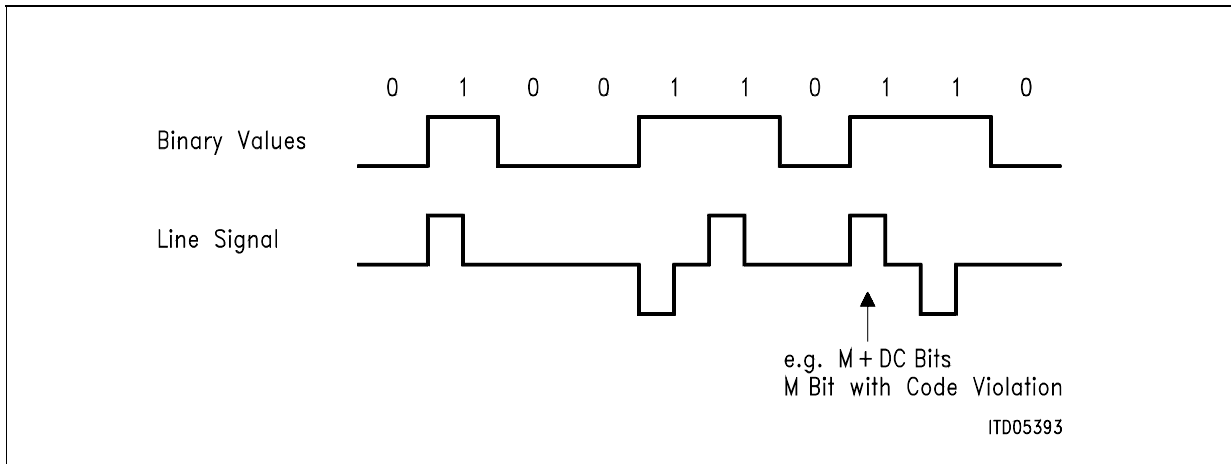 0 1 0 0 1 1 0 1 1 0
Binary Values
Line Signal
e.g. M + DC Bits
M Bit with Code Violation
ITD05393